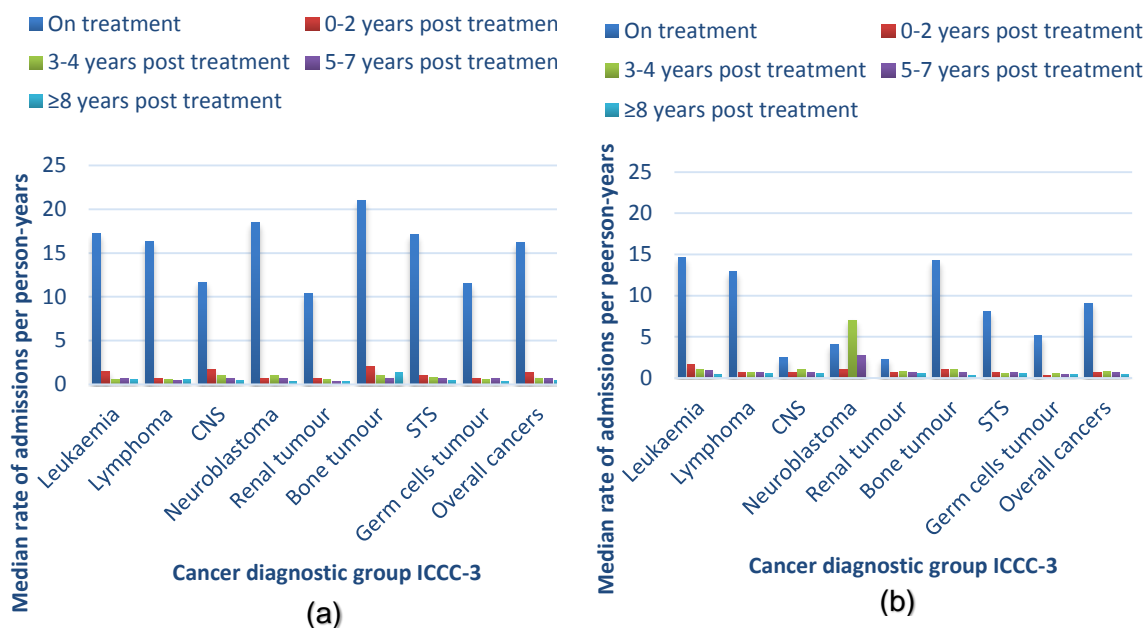 On treatment
0-2 years post treatmen
3-4 years post treatment
5-7 years post treatmen
≥8 years post treatment
Median rate of admissions per person-years
25
20
15
10
5
0
Leukaemia
Lymphoma
CNS
Neuroblastoma
Renal tumour
Bone tumour
STS
Germ cells tumour
Overall cancers
Cancer diagnostic group ICCC-3
(a)
On treatment
0-2 years post treatment
3-4 years post treatment
5-7 years post treatment
≥8 years post treatment
Median rate of admissions per peerson-years
25
20
15
10
5
0
Leukaemia
Lymphoma
CNS
Neuroblastoma
Renal tumour
Bone tumour
STS
Germ cells tumour
Overall cancers
Cancer diagnostic group ICCC-3
(b)